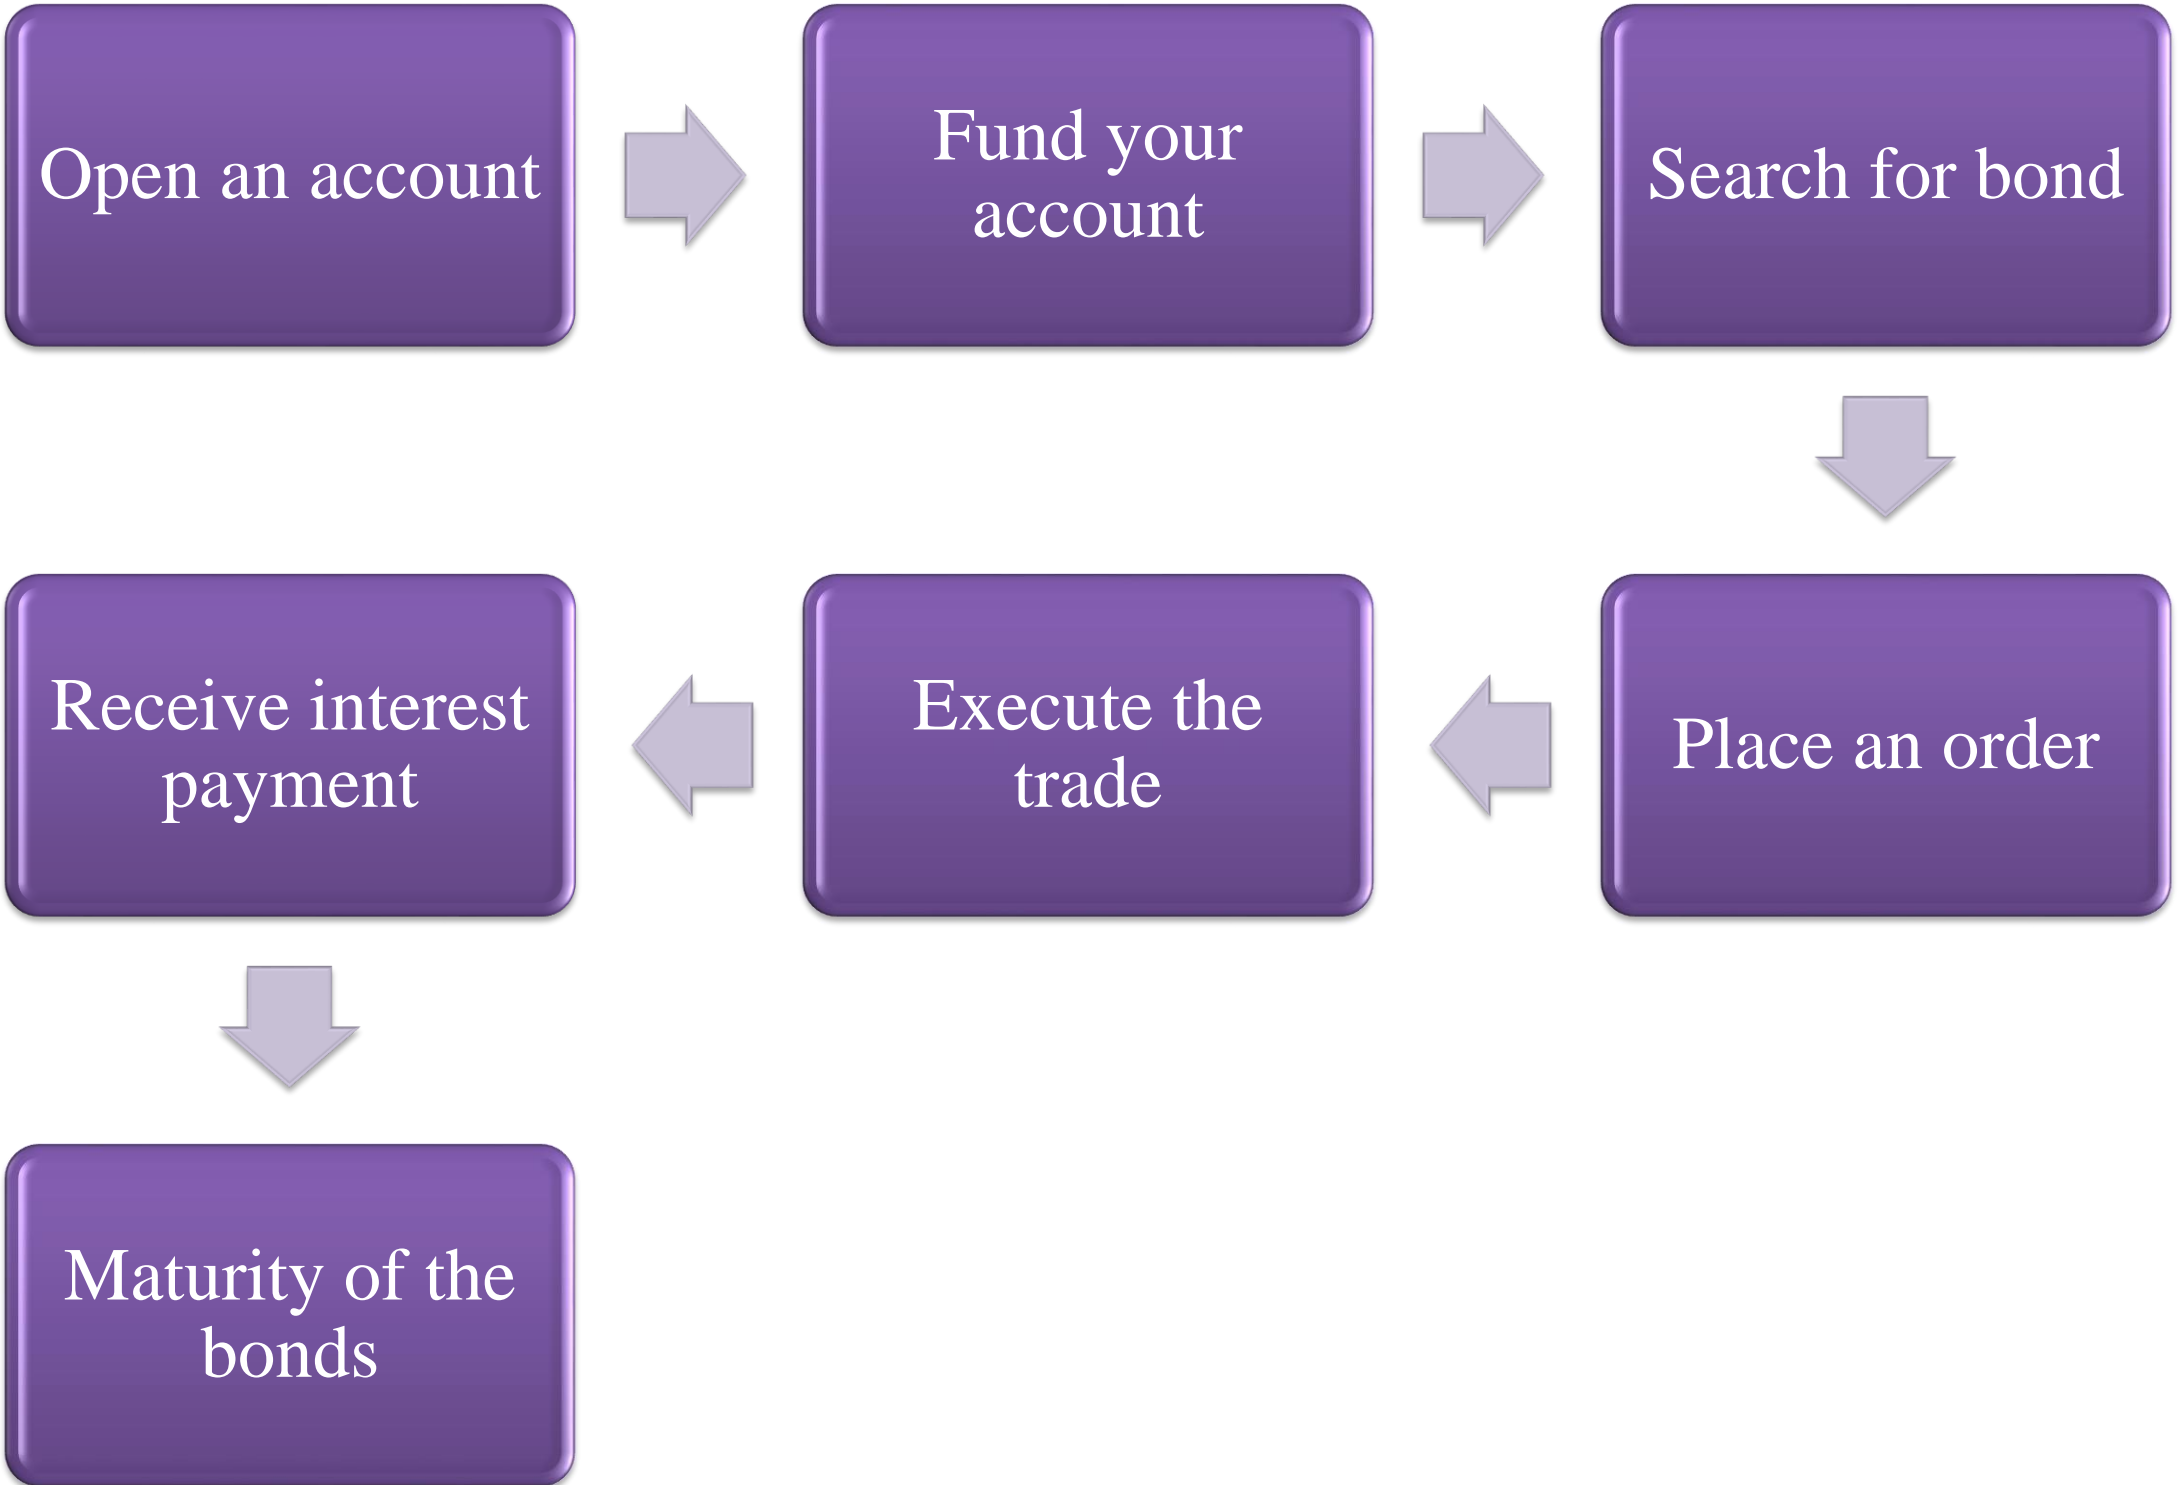 Open an account
Fund your
account
Search for bond
Place an order
Execute the
trade
Receive interest
payment
Maturity of the
bonds